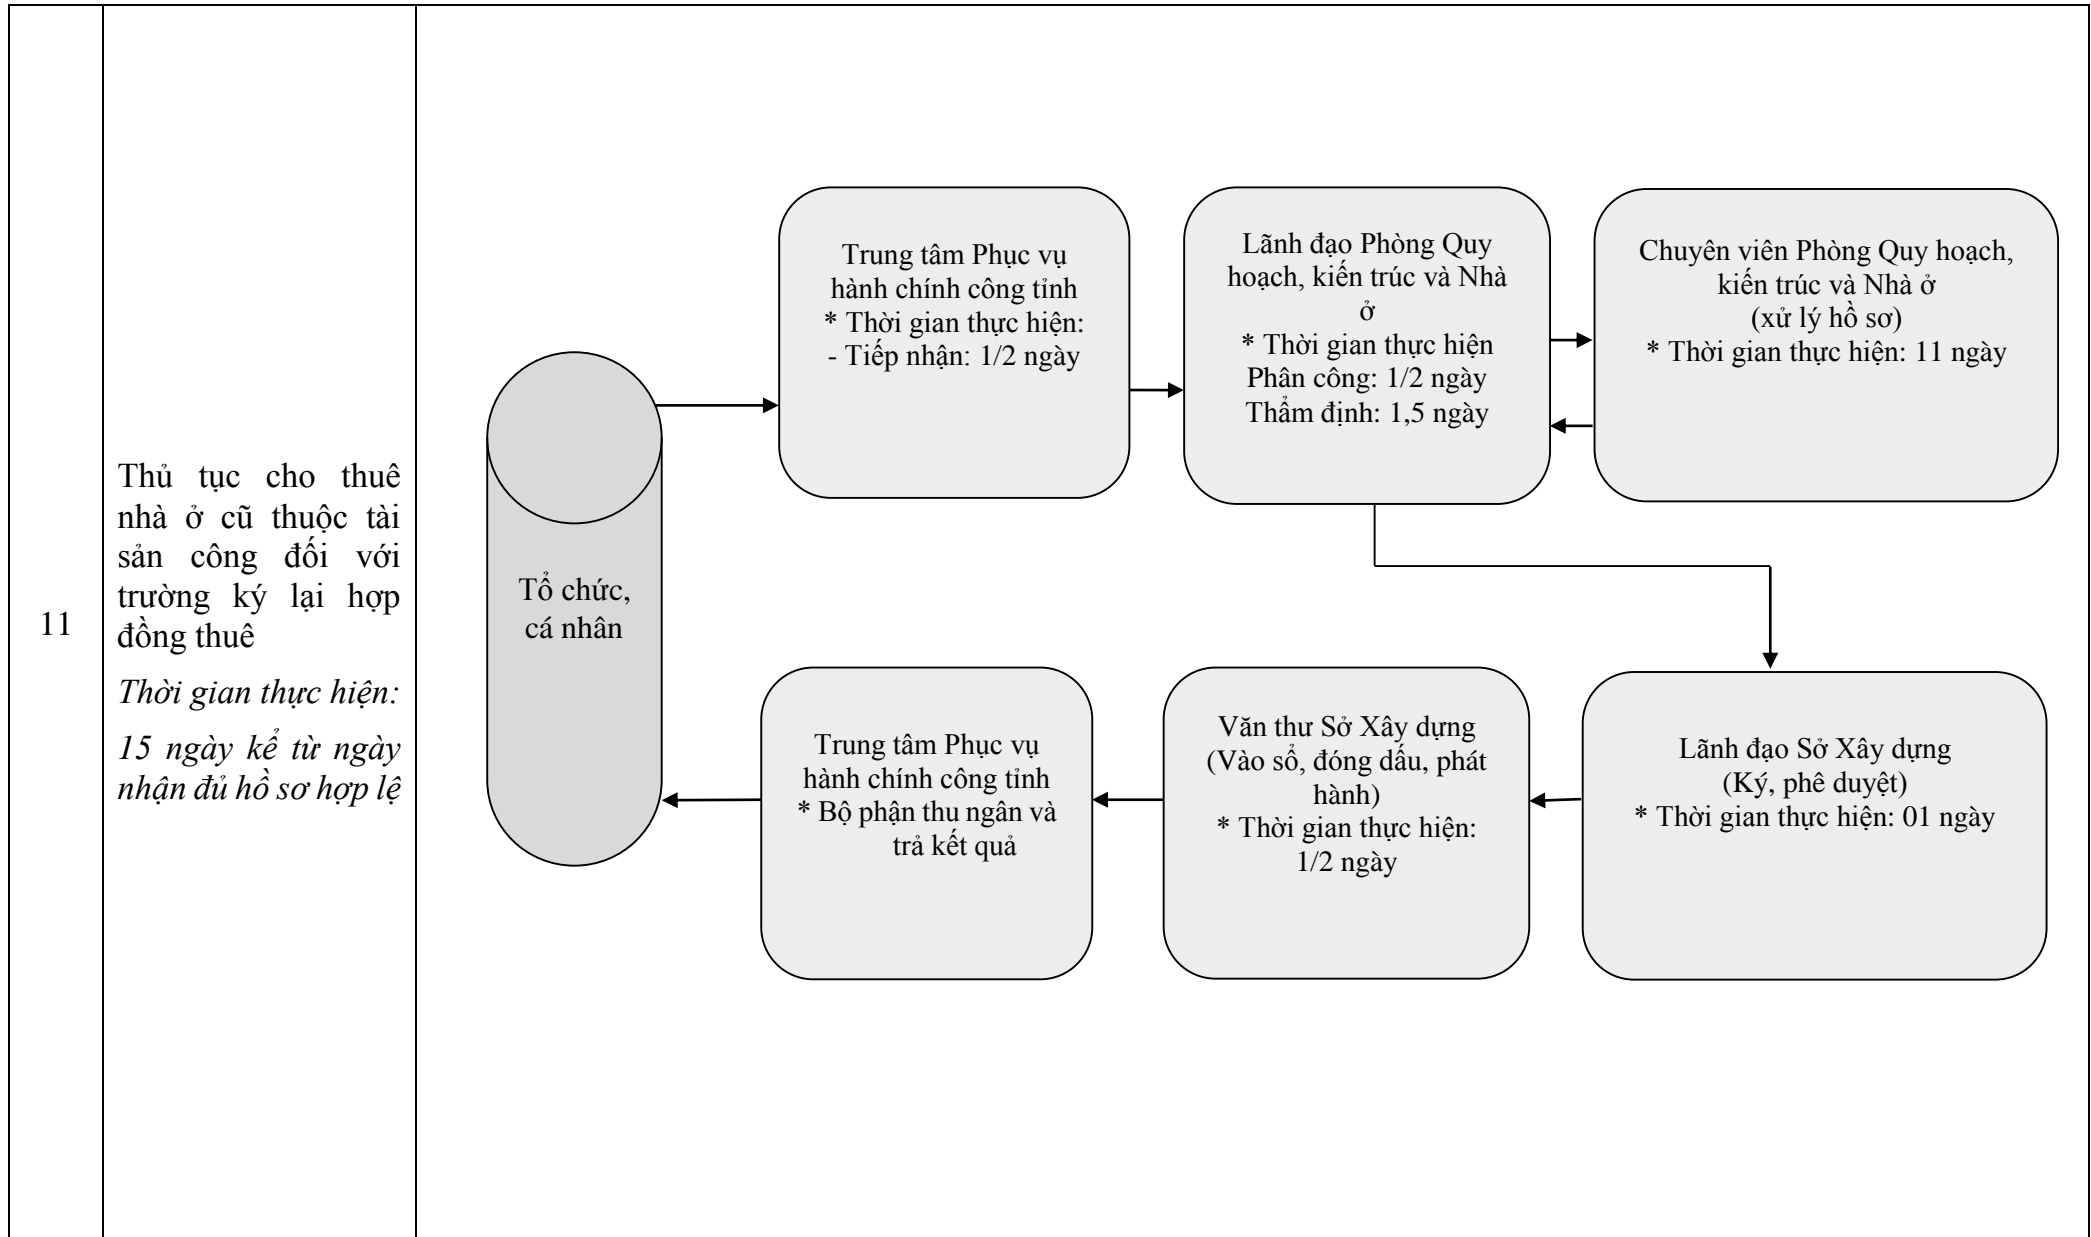 11
Thủ tục cho thuê
nhà ở cũ thuộc tài
sản công đối với
trường ký lại hợp
đồng thuê
Thời gian thực hiện:
15 ngày kể từ ngày
nhận đủ hồ sơ hợp lệ
Tổ chức,
cá nhân
Trung tâm Phục vụ
hành chính công tỉnh
* Thời gian thực hiện:
- Tiếp nhận: 1/2 ngày
Lãnh đạo Phòng Quy
hoạch, kiến trúc và Nhà
ở
* Thời gian thực hiện
Phân công: 1/2 ngày
Thẩm định: 1,5 ngày
Chuyên viên Phòng Quy hoạch,
kiến trúc và Nhà ở
(xử lý hồ sơ)
* Thời gian thực hiện: 11 ngày
Lãnh đạo Sở Xây dựng
(Ký, phê duyệt)
* Thời gian thực hiện: 01 ngày
Văn thư Sở Xây dựng
(Vào sổ, đóng dấu, phát
hành)
* Thời gian thực hiện:
1/2 ngày
Trung tâm Phục vụ
hành chính công tỉnh
* Bộ phận thu ngân và
trả kết quả